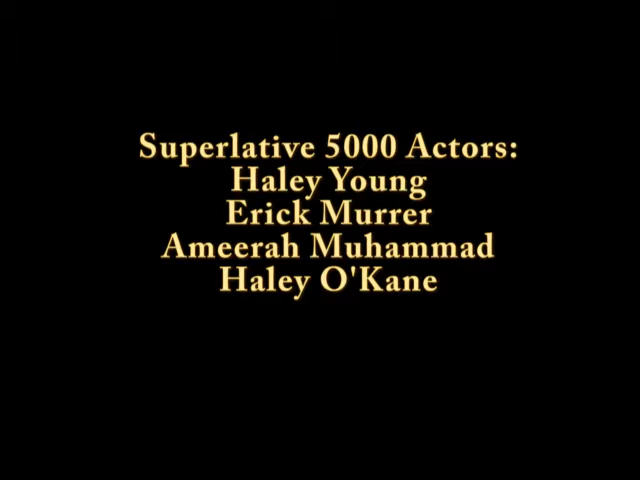 Superlative 5000 Actors:
Haley Young
Erick Murrer
Ameerah Muhammad
Haley O'Kane